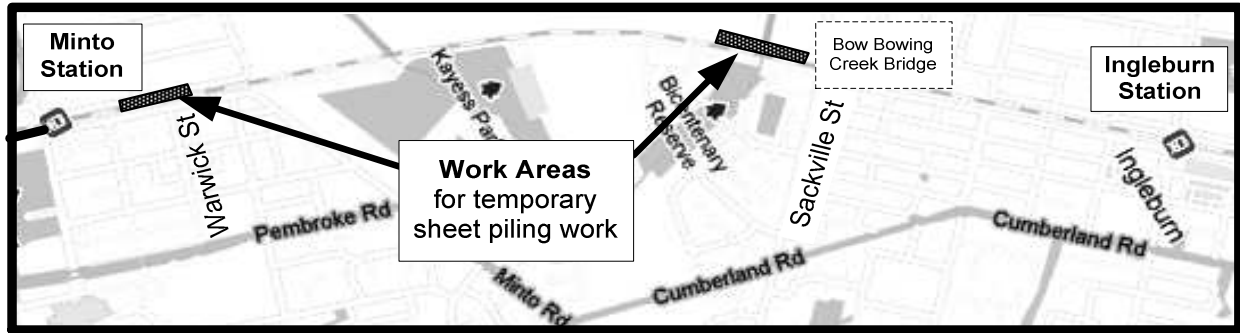 Minto
Station
Bow Bowing
Creek Bridge
Ingleburn
Station
Kayess Park
Bicentenary
Reserve
Warwick St
Work Areas
for temporary
sheet piling work
Sackville St
Ingleburn
Pembroke Rd
Minto Rd
Cumberland Rd
Cumberland Rd